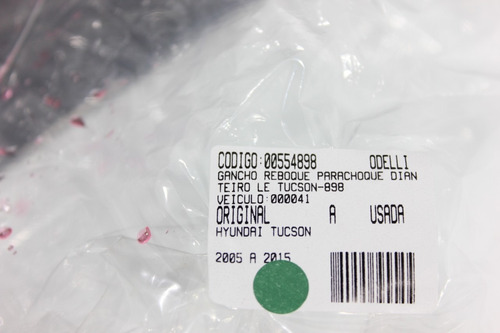 CODIGO:00554898 ODELLI
GANCHO REBOQUE PARACHOQUE DIAN
TEIRO LE TUCSON-898
VEICULO:000041
ORIGINAL A USADA
HYUNDAI TUCSON
2005 A 2015